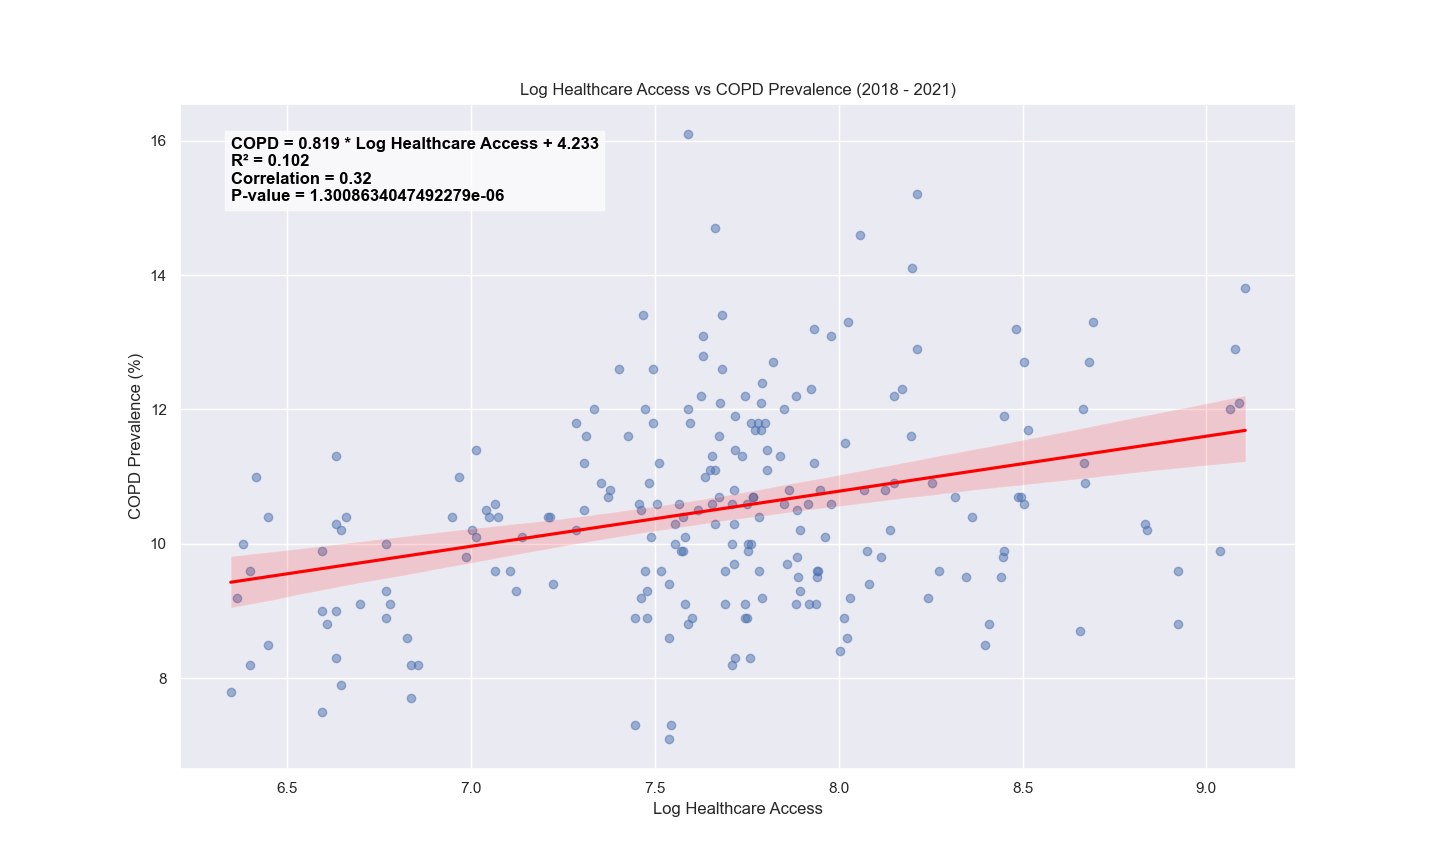 Log Healthcare Access vs COPD Prevalence (2018 - 2021)
COPD = 0.819 * Log Healthcare Access + 4.233
R² = 0.102
Correlation = 0.32
P-value = 1.3008634047492279e-06
16
14
12
10
8
COPD Prevalence (%)
6.5 7.0 7.5 8.0 8.5 9.0
Log Healthcare Access